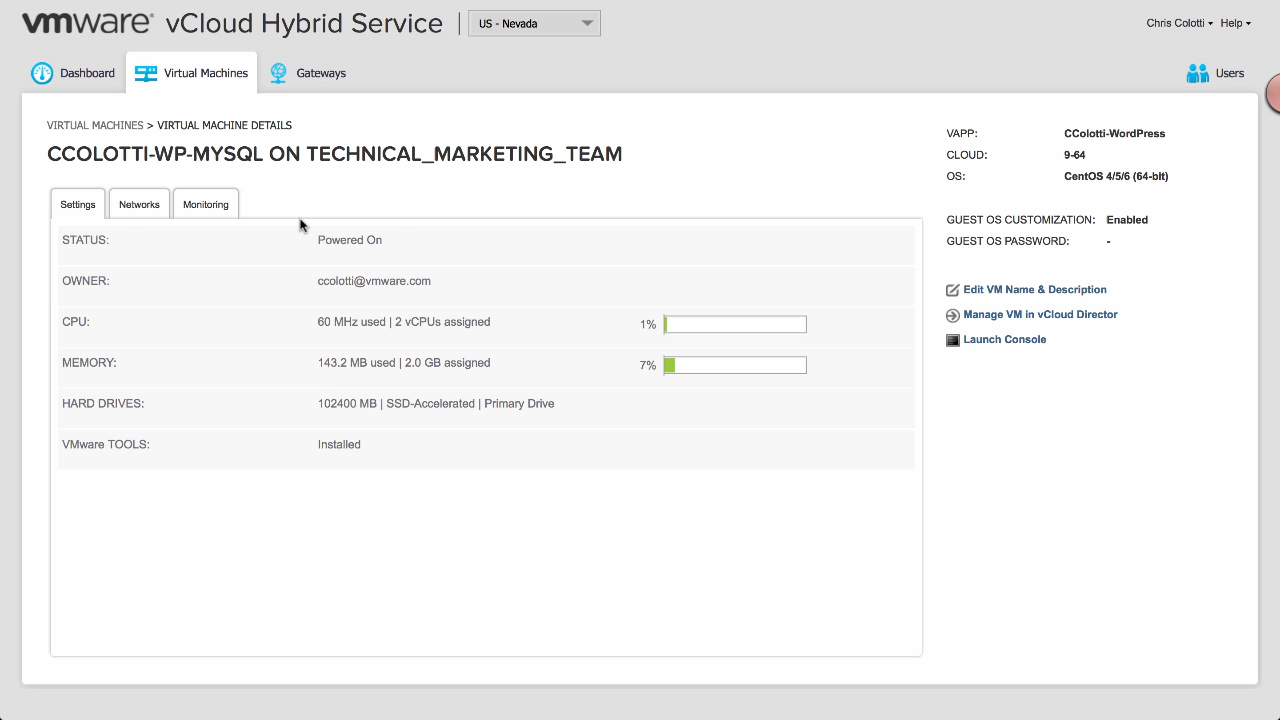 vmware® vCloud Hybrid Service | US - Nevada
Chris Colotti Help
Dashboard Virtual Machines Gateways Users
VIRTUAL MACHINES > VIRTUAL MACHINE DETAILS
CCOLOTTI-WP-MYSQL ON TECHNICAL_MARKETING_TEAM
Settings Networks Monitoring
STATUS: Powered On
OWNER: ccolotti@vmware.com
CPU: 60 MHz used | 2 vCPUs assigned 1%
MEMORY: 143.2 MB used | 2.0 GB assigned 7%
HARD DRIVES: 102400 MB | SSD-Accelerated | Primary Drive
VMware TOOLS: Installed
VAPP: CColotti-WordPress
CLOUD: 9-64
OS: CentOS 4/5/6 (64-bit)
GUEST OS CUSTOMIZATION: Enabled
GUEST OS PASSWORD: -
Edit VM Name & Description
Manage VM in vCloud Director
Launch Console